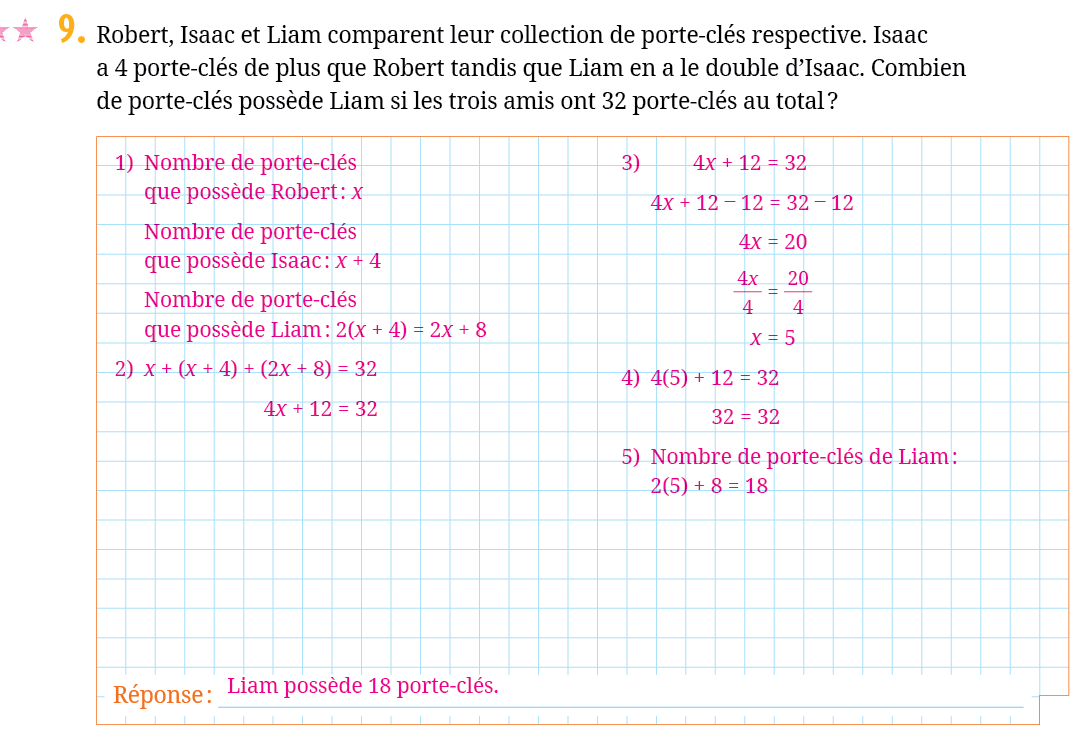 9. Robert, Isaac et Liam comparent leur collection de porte-clés respective. Isaac
a 4 porte-clés de plus que Robert tandis que Liam en a le double d’Isaac. Combien
de porte-clés possède Liam si les trois amis ont 32 porte-clés au total ?
1) Nombre de porte-clés
que possède Robert : x
Nombre de porte-clés
que possède Isaac : x + 4
Nombre de porte-clés
que possède Liam : 2(x + 4) = 2x + 8
2) x + (x + 4) + (2x + 8) = 32
4x + 12 = 32
3) 4x + 12 = 32
4x + 12 − 12 = 32 − 12
4x = 20
4x/4 = 20/4
x = 5
4) 4(5) + 12 = 32
32 = 32
5) Nombre de porte-clés de Liam :
2(5) + 8 = 18
Réponse : Liam possède 18 porte-clés.